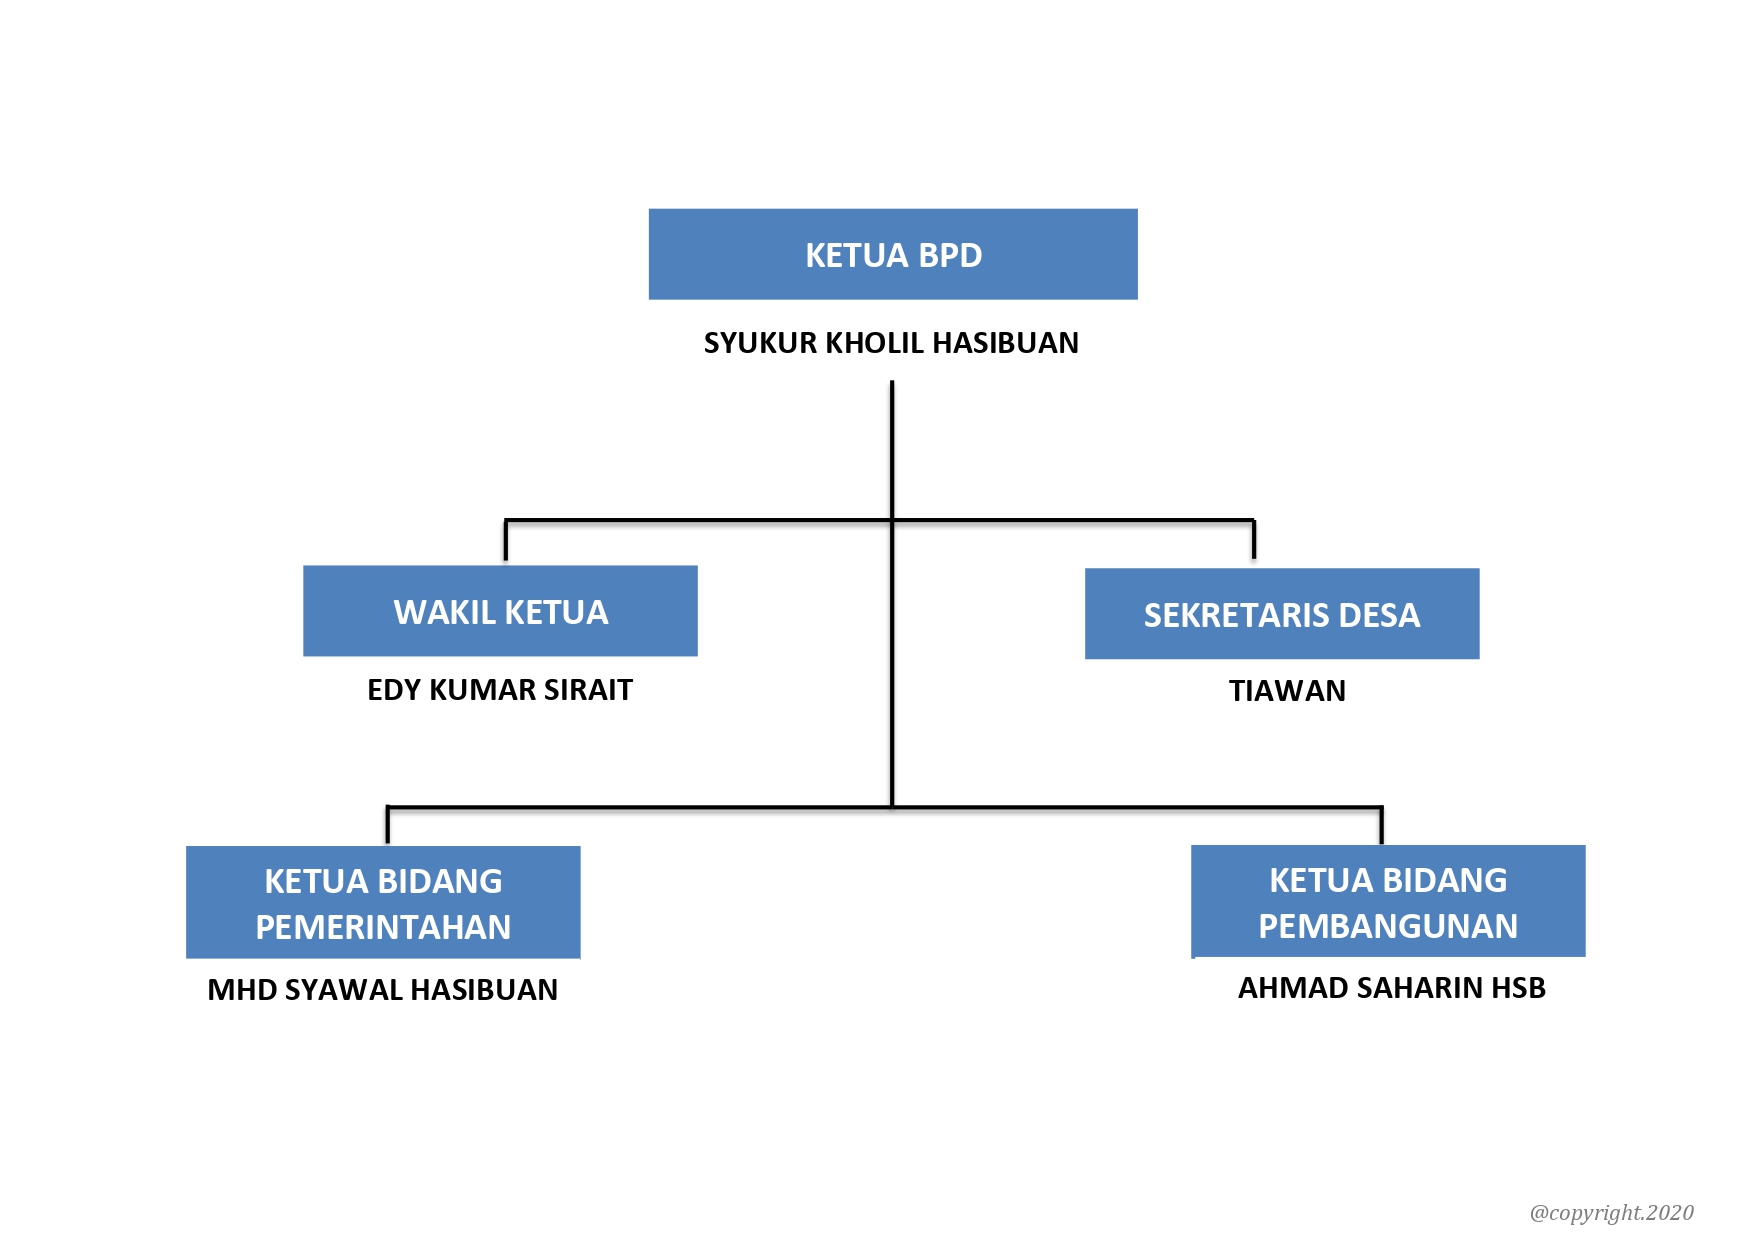 KETUA BPD
SYUKUR KHOLIL HASIBUAN
WAKIL KETUA
EDY KUMAR SIRAIT
SEKRETARIS DESA
TIAWAN
KETUA BIDANG
PEMERINTAHAN
MHD SYAWAL HASIBUAN
KETUA BIDANG
PEMBANGUNAN
AHMAD SAHARIN HSB
@copyright.2020